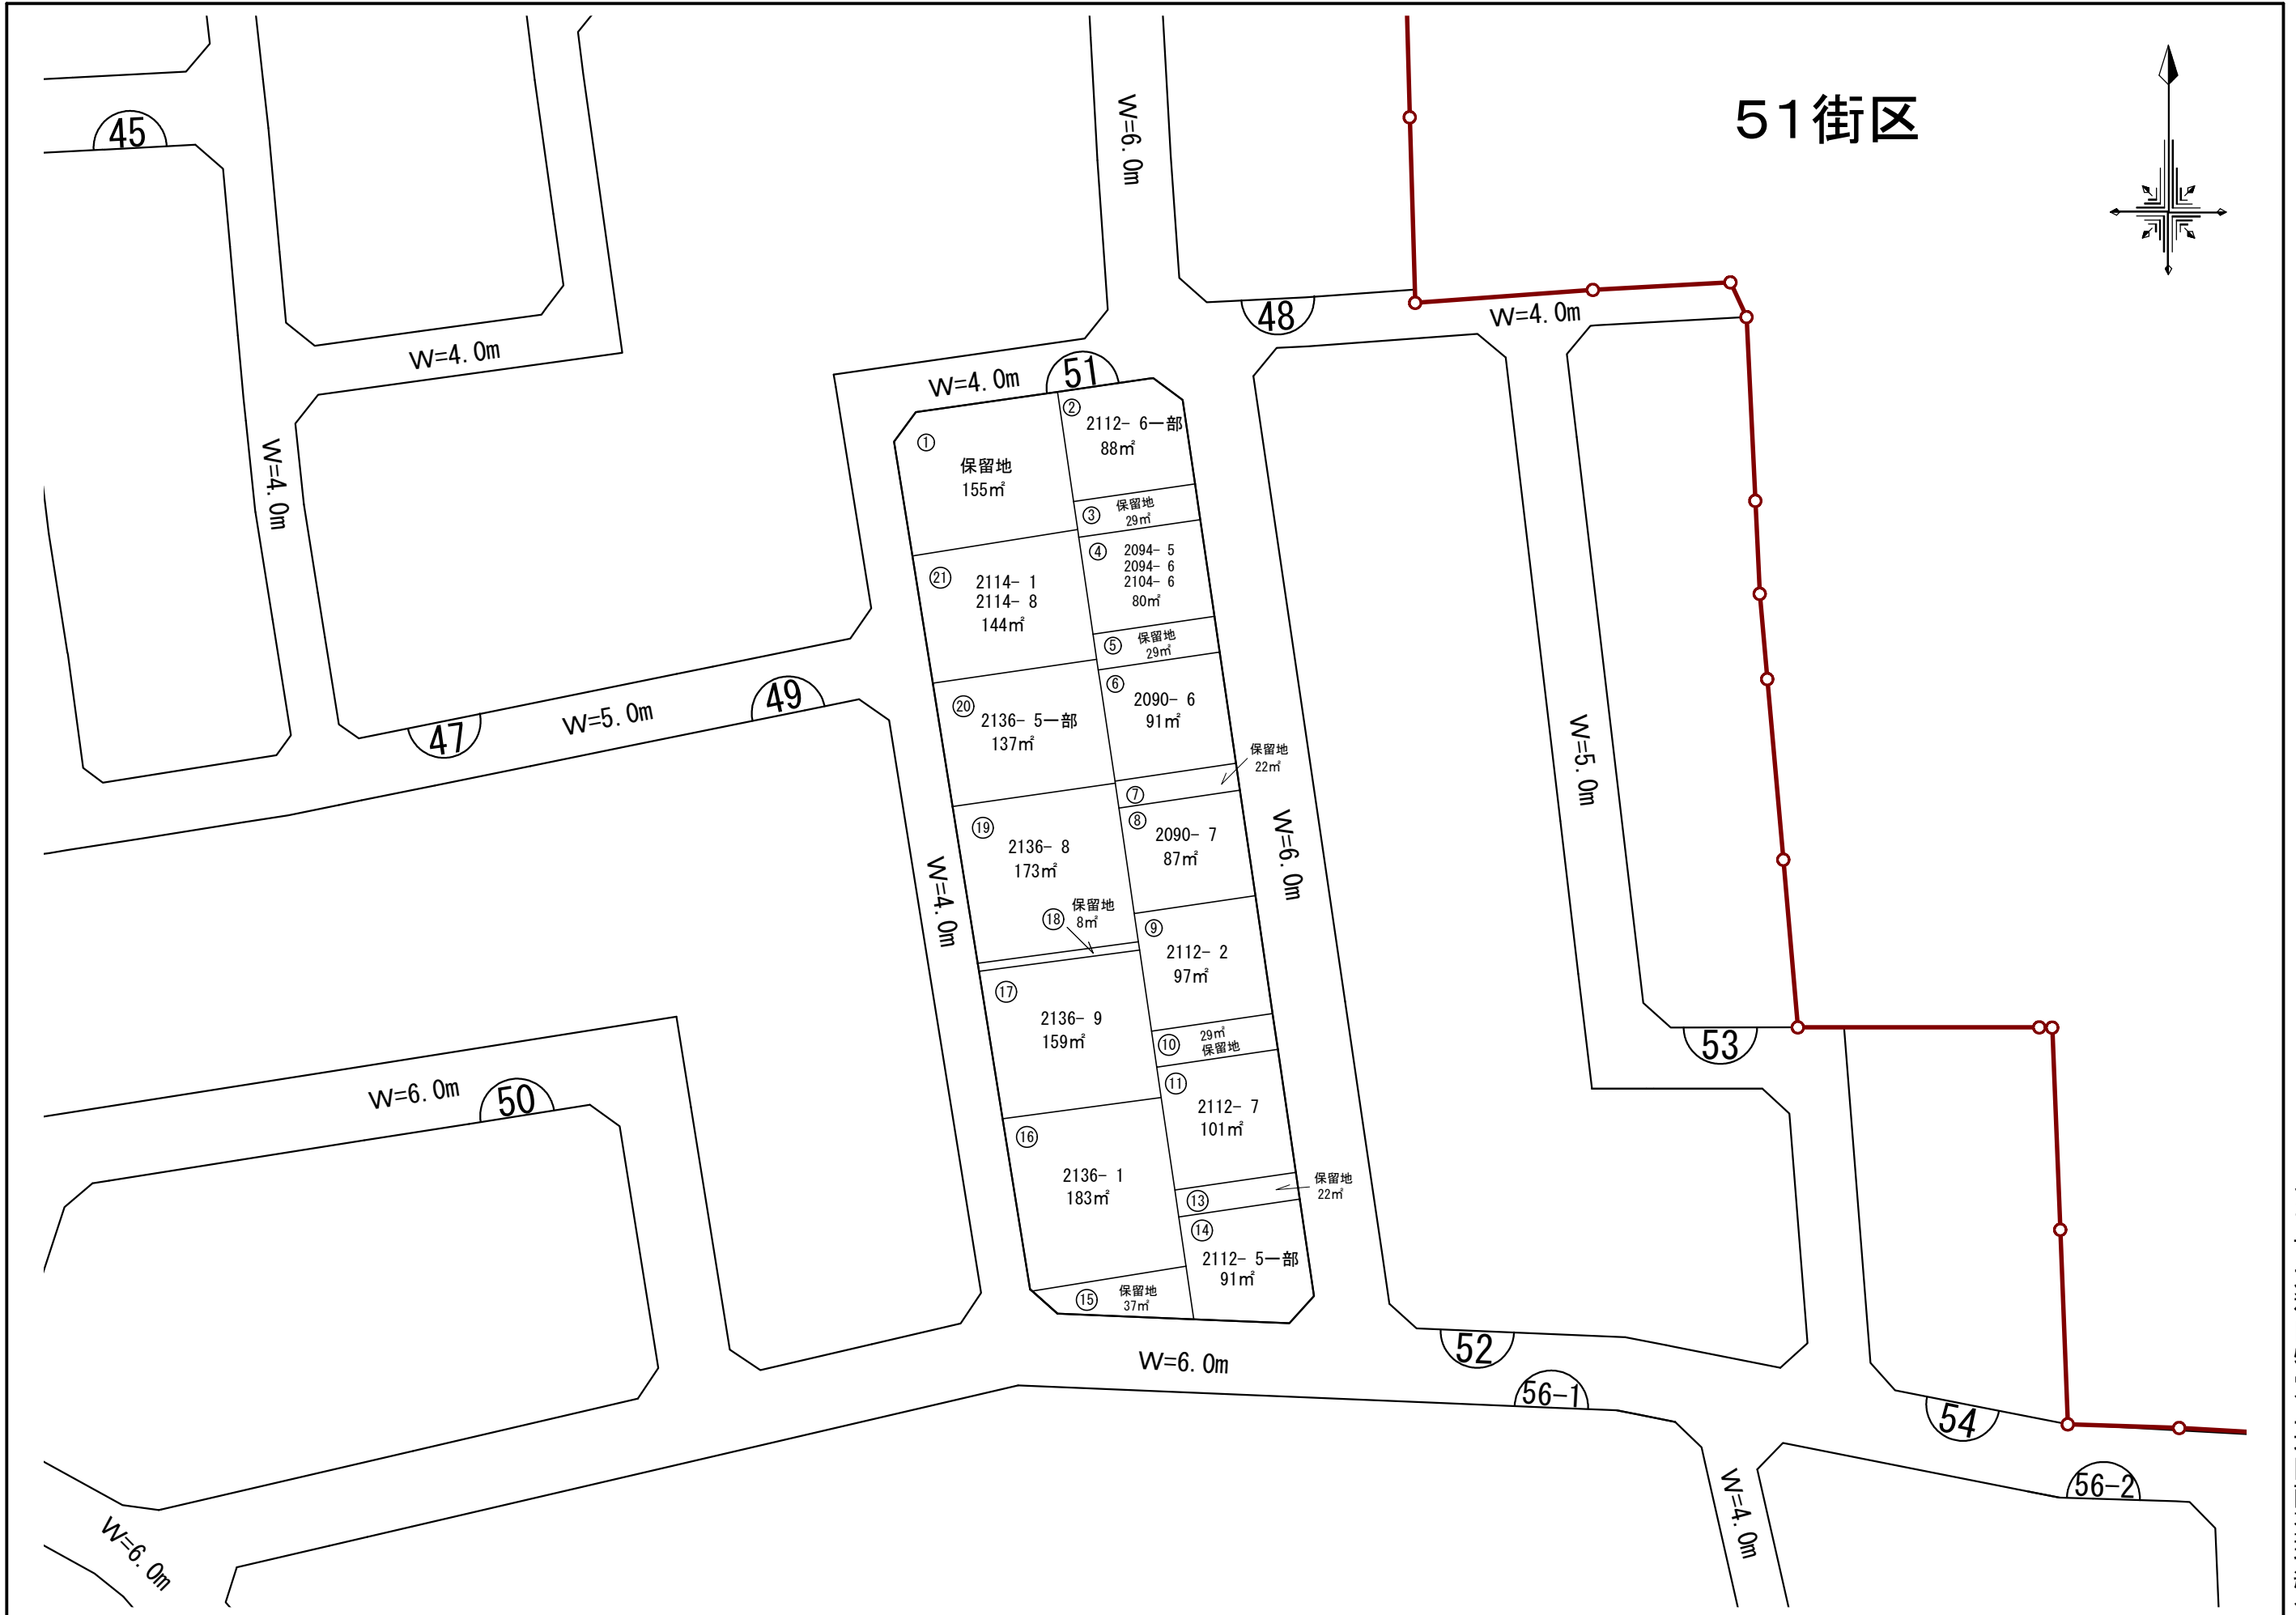 51街区
45
W=6.0m
48
W=4.0m
W=4.0m
W=4.0m
51
W=4.0m
① 保留地
155㎡
② 2112- 6一部
88㎡
③ 保留地
29㎡
④ 2094- 5
2094- 6
2104- 6
80㎡
⑤ 保留地
29㎡
⑥ 2090- 6
91㎡
保留地
22㎡
⑦
⑧ 2090- 7
87㎡
⑨ 2112- 2
97㎡
⑩ 29㎡
保留地
⑪ 2112- 7
101㎡
⑬ 保留地
22㎡
⑭ 2112- 5一部
91㎡
⑮ 保留地
37㎡
⑯ 2136- 1
183㎡
⑰ 2136- 9
159㎡
⑱ 保留地
8㎡
⑲ 2136- 8
173㎡
⑳ 2136- 5一部
137㎡
㉑ 2114- 1
2114- 8
144㎡
47
W=5.0m
49
W=4.0m
W=6.0m
W=5.0m
53
W=6.0m
50
W=6.0m
52
56-1
54
56-2
W=4.0m
W=6.0m